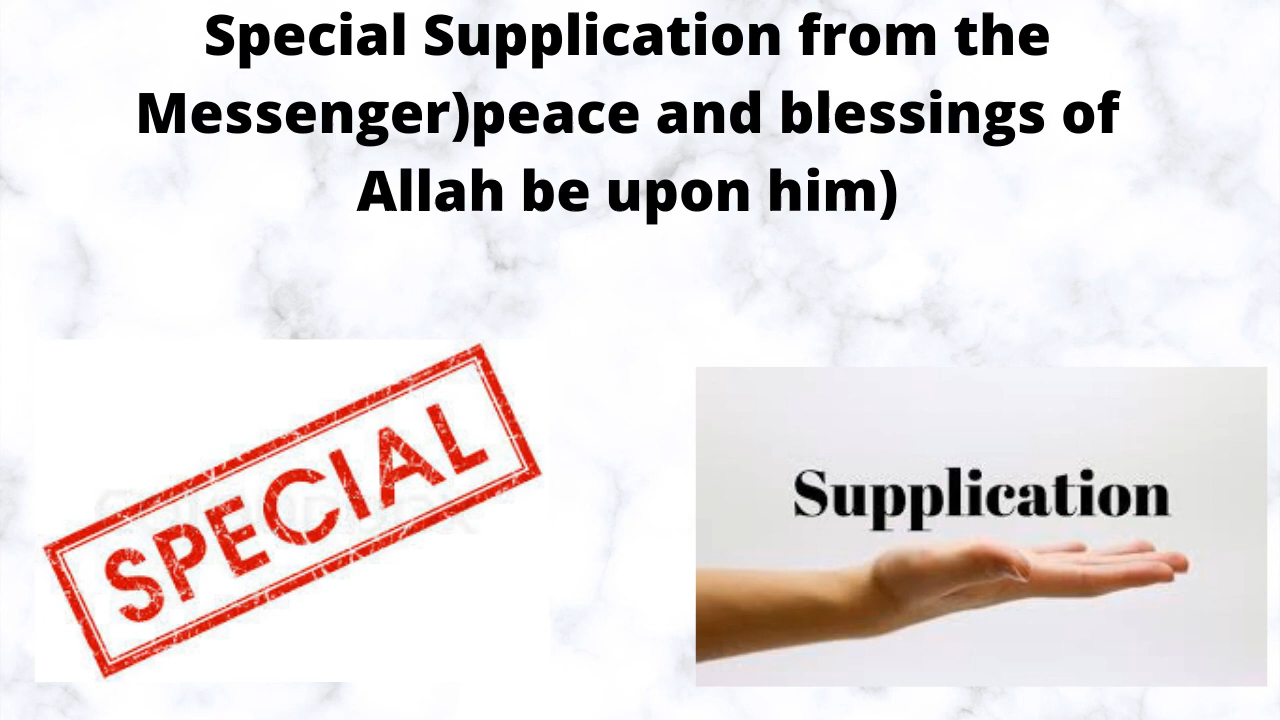 Special Supplication from the
Messenger)peace and blessings of
Allah be upon him)
SPECIAL
Supplication